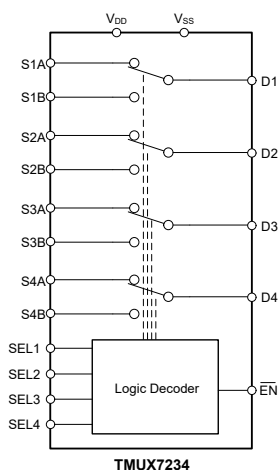 VDD VSS
S1A
D1
S1B
S2A
D2
S2B
S3A
D3
S3B
S4A
D4
S4B
SEL1
SEL2
Logic Decoder
EN
SEL3
SEL4
TMUX7234